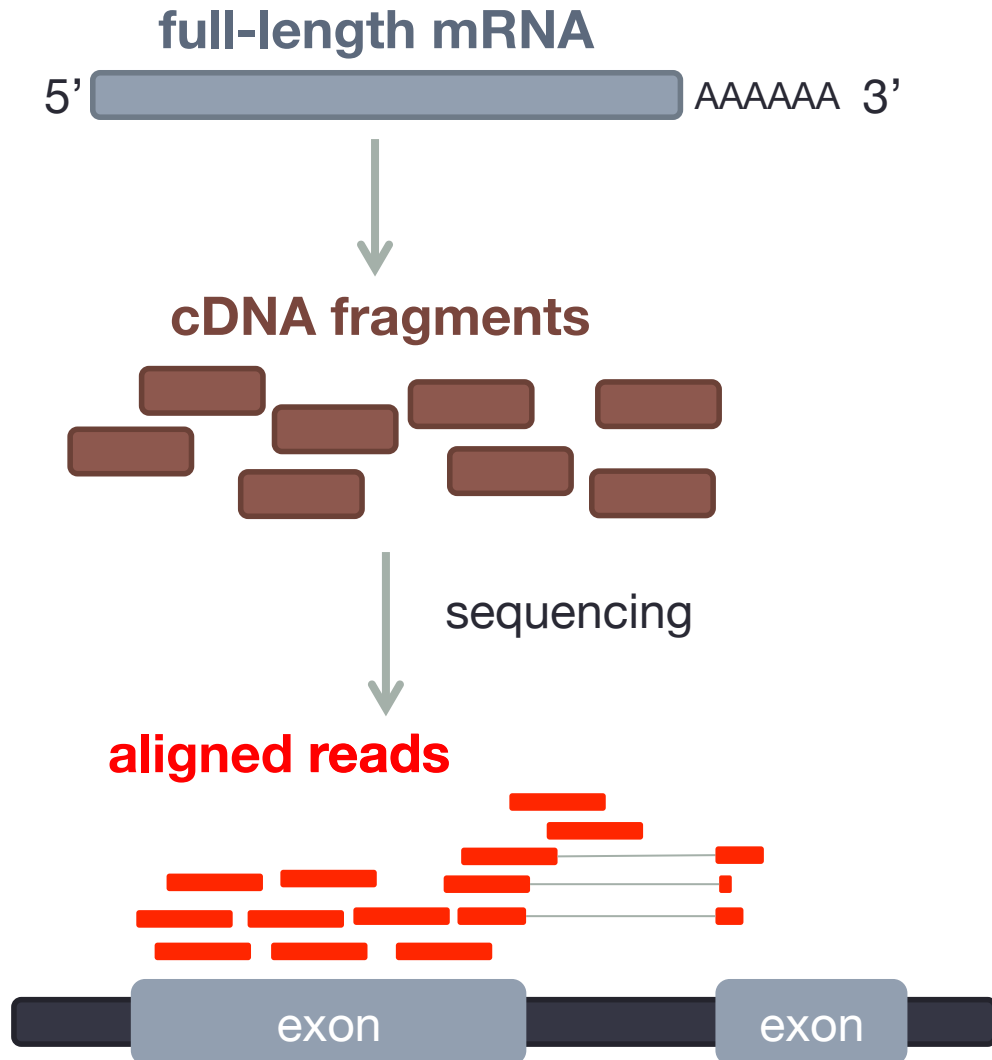 full-length mRNA
5’ AAAAAA 3’
cDNA fragments
sequencing
aligned reads
exon exon